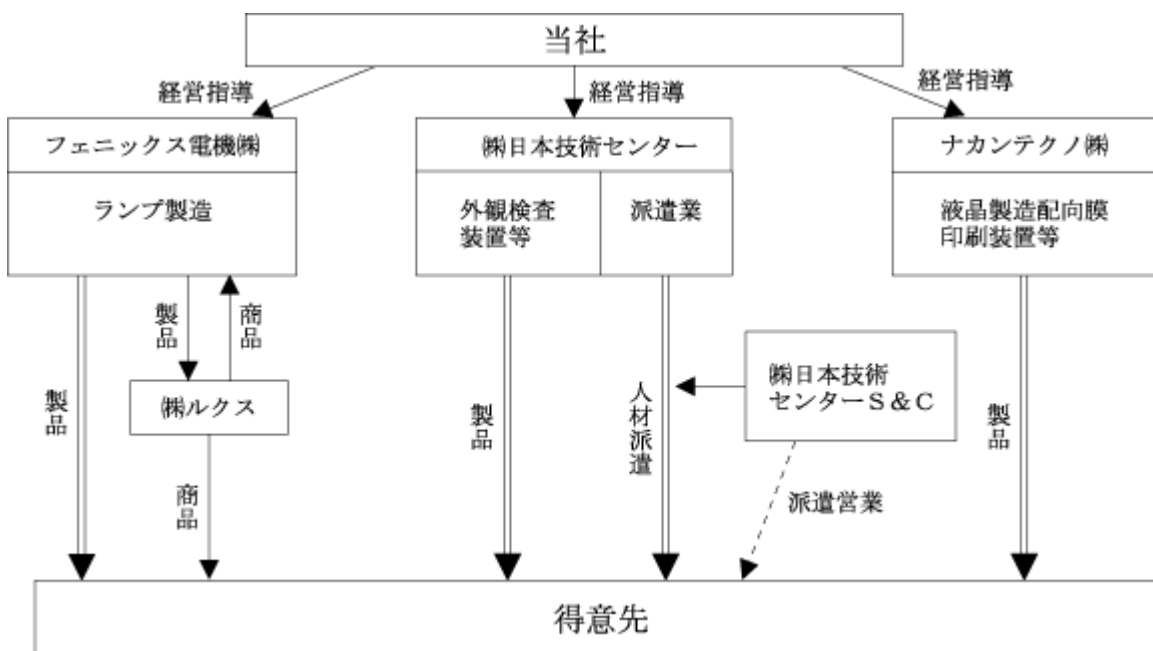 当社
経営指導
経営指導
経営指導
フェニックス電機㈱
㈱日本技術センター
ナカンテクノ㈱
ランプ製造
外観検査
装置等
派遣業
液晶製造配向膜
印刷装置等
製品
商品
㈱ルクス
㈱日本技術
センターＳ＆Ｃ
製品
製品
人材派遣
製品
商品
派遣営業
得意先